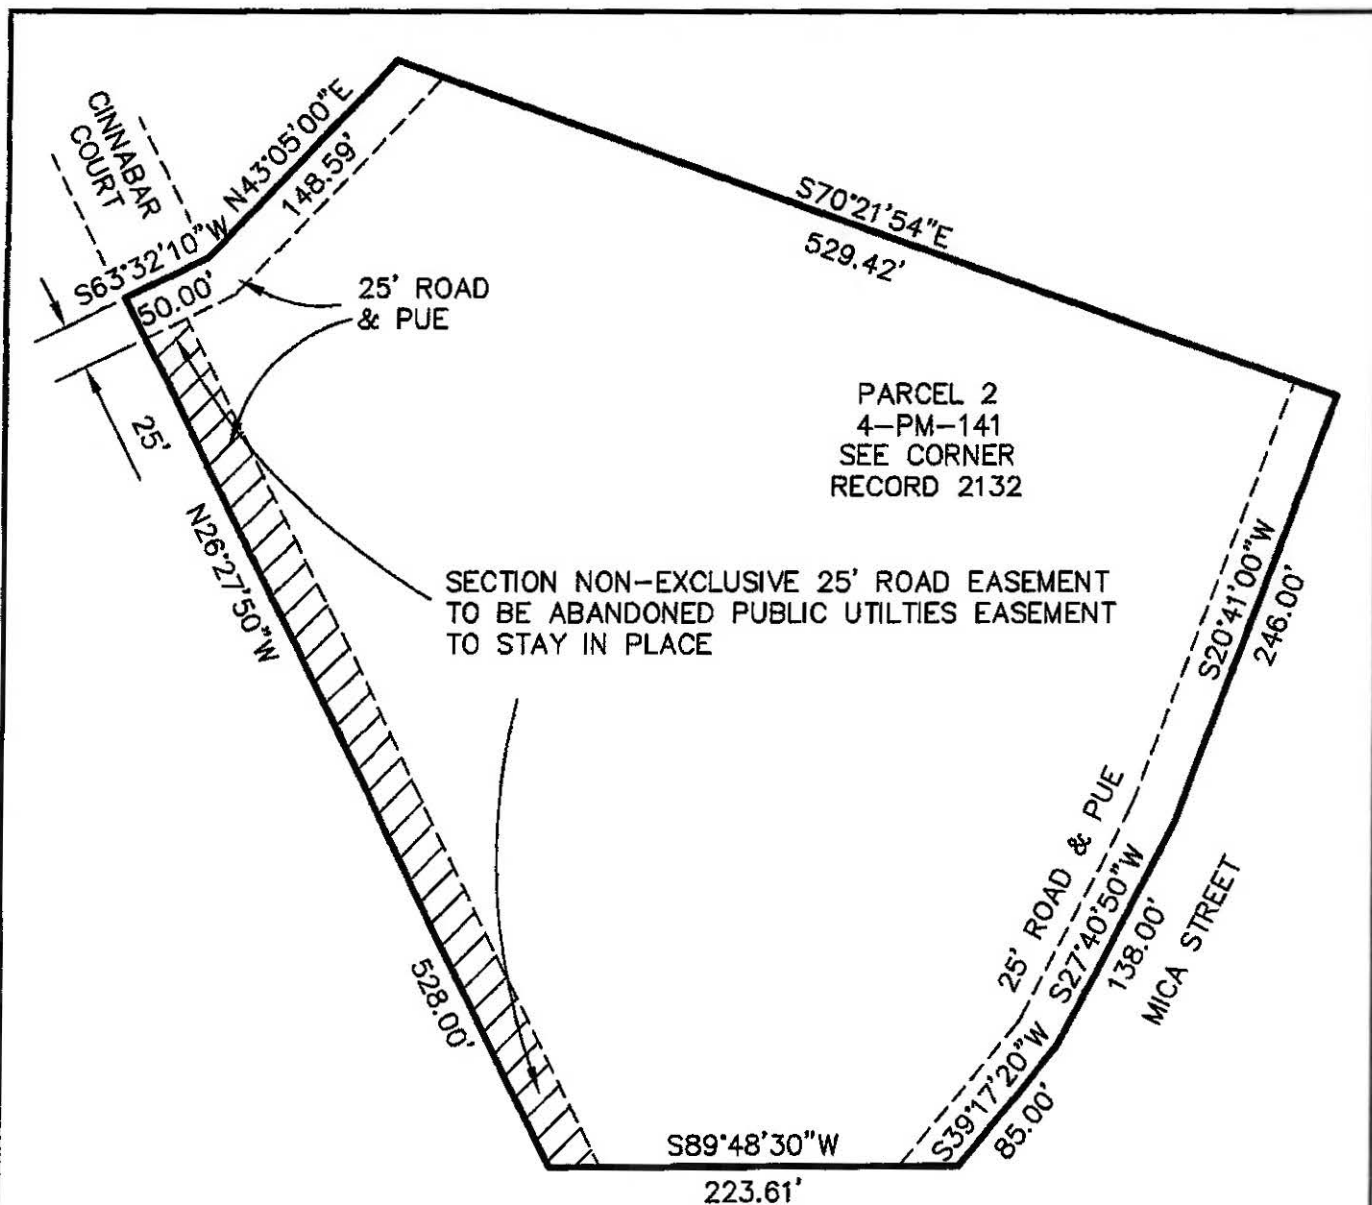 CINNABAR
COURT
N43°05'00"E
148.59'
S63°32'10"W
50.00'
25' ROAD
& PUE
25'
S70°21'54"E
529.42'
PARCEL 2
4-PM-141
SEE CORNER
RECORD 2132
N26°27'50"W
528.00'
SECTION NON-EXCLUSIVE 25' ROAD EASEMENT
TO BE ABANDONED PUBLIC UTILTIES EASEMENT
TO STAY IN PLACE
S20°41'00"W
246.00'
25' ROAD & PUE
S27°40'50"W
138.00'
MICA STREET
S39°17'20"W
85.00'
S89°48'30"W
223.61'